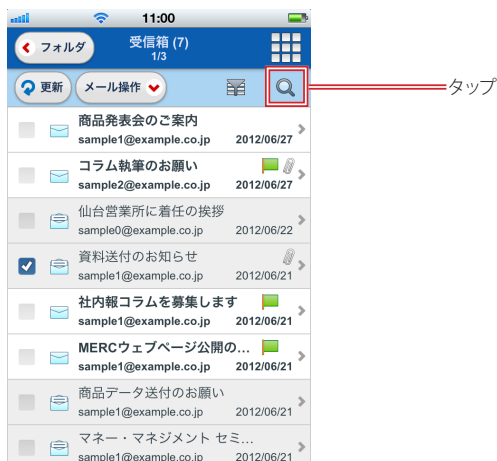 11:00
フォルダ
受信箱 (7)
1/3
更新
メール操作
タップ
商品発表会のご案内
sample1@example.co.jp 2012/06/27
コラム執筆のお願い
sample2@example.co.jp 2012/06/27
仙台営業所に着任の挨拶
sample0@example.co.jp 2012/06/22
資料送付のお知らせ
sample1@example.co.jp 2012/06/21
社内報コラムを募集します
sample1@example.co.jp 2012/06/21
MERCウェブページ公開の...
sample1@example.co.jp 2012/06/21
商品データ送付のお願い
sample1@example.co.jp 2012/06/21
マネー・マネジメント セミ...
sample1@example.co.jp 2012/06/21